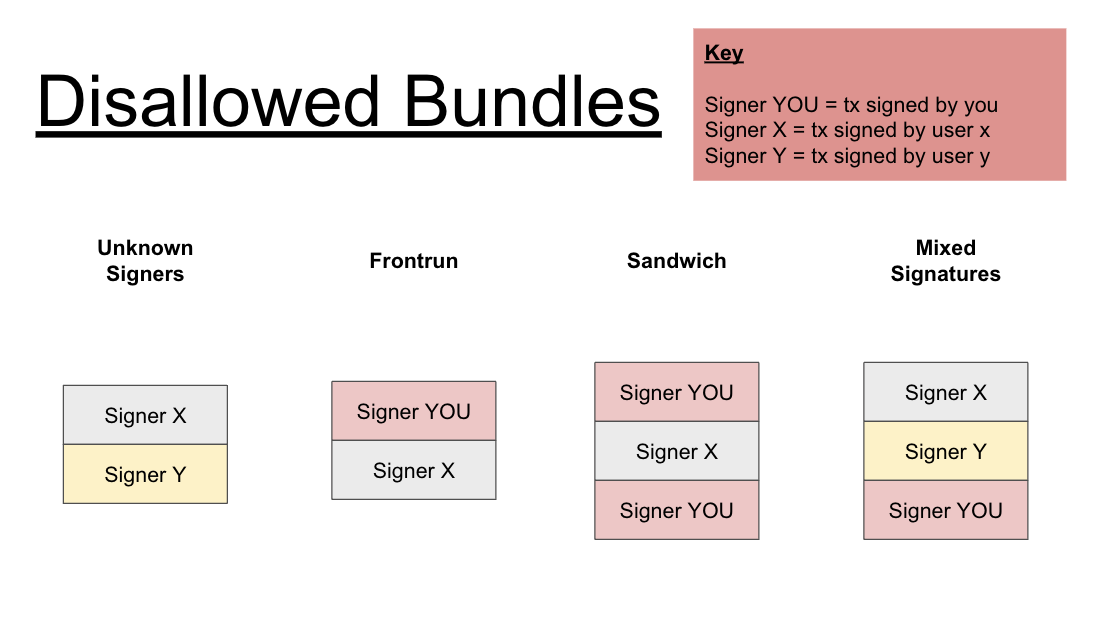 Disallowed Bundles
Key
Signer YOU = tx signed by you
Signer X = tx signed by user x
Signer Y = tx signed by user y
Unknown
Signers
Signer X
Signer Y
Frontrun
Signer YOU
Signer X
Sandwich
Signer YOU
Signer X
Signer YOU
Mixed
Signatures
Signer X
Signer Y
Signer YOU